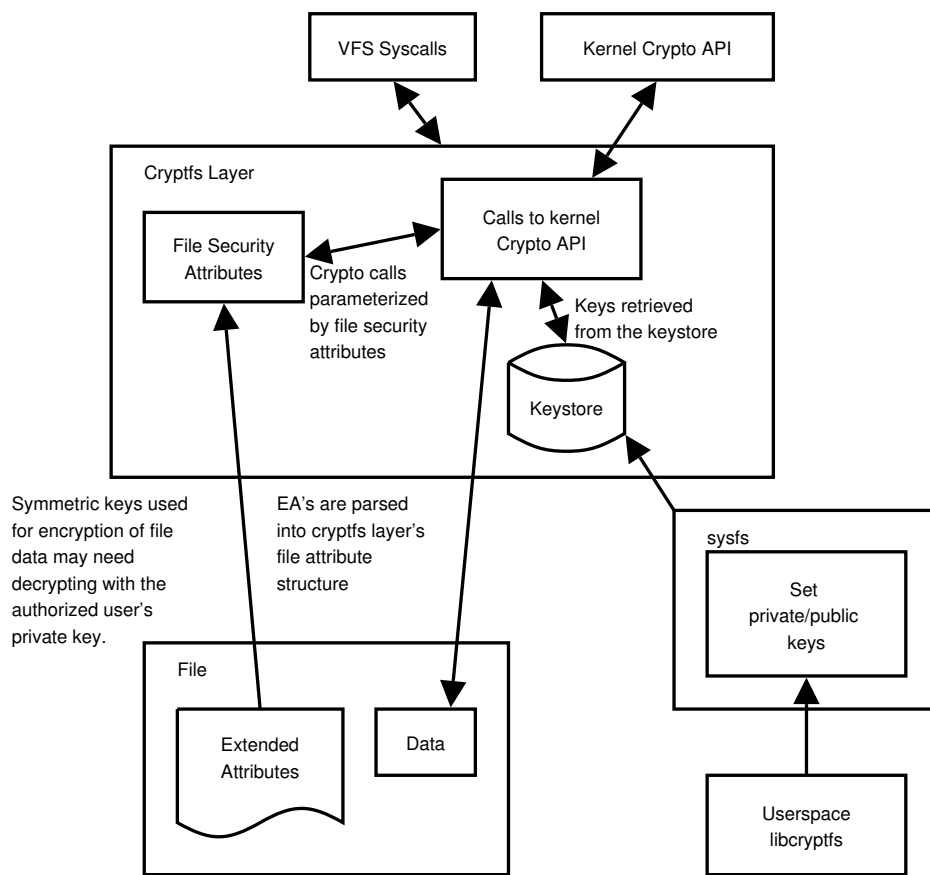 VFS Syscalls
Kernel Crypto API
Cryptfs Layer
File Security
Attributes
Calls to kernel
Crypto API
Crypto calls
parameterized
by file security
attributes
Keys retrieved
from the keystore
Keystore
Symmetric keys used
for encryption of file
data may need
decrypting with the
authorized user's
private key.
EA's are parsed
into cryptfs layer's
file attribute
structure
sysfs
Set
private/public
keys
File
Extended
Attributes
Data
Userspace
libcryptfs